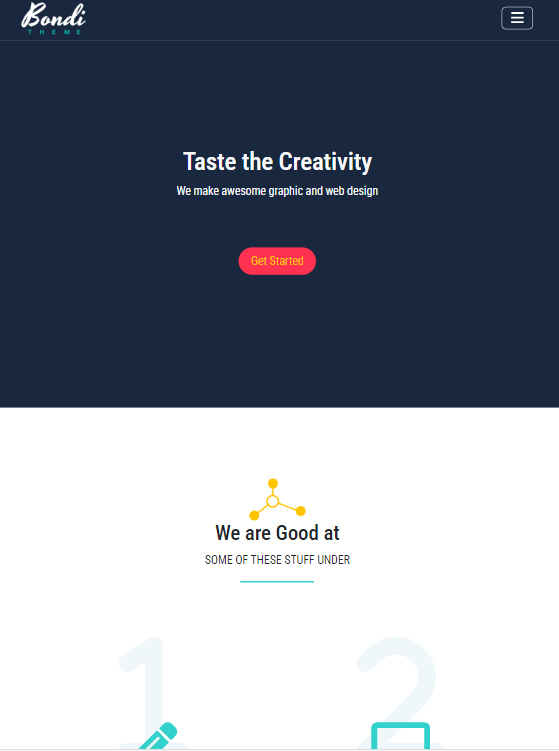 Bondi
THEME
Taste the Creativity
We make awesome graphic and web design
Get Started
We are Good at
SOME OF THESE STUFF UNDER
1 2